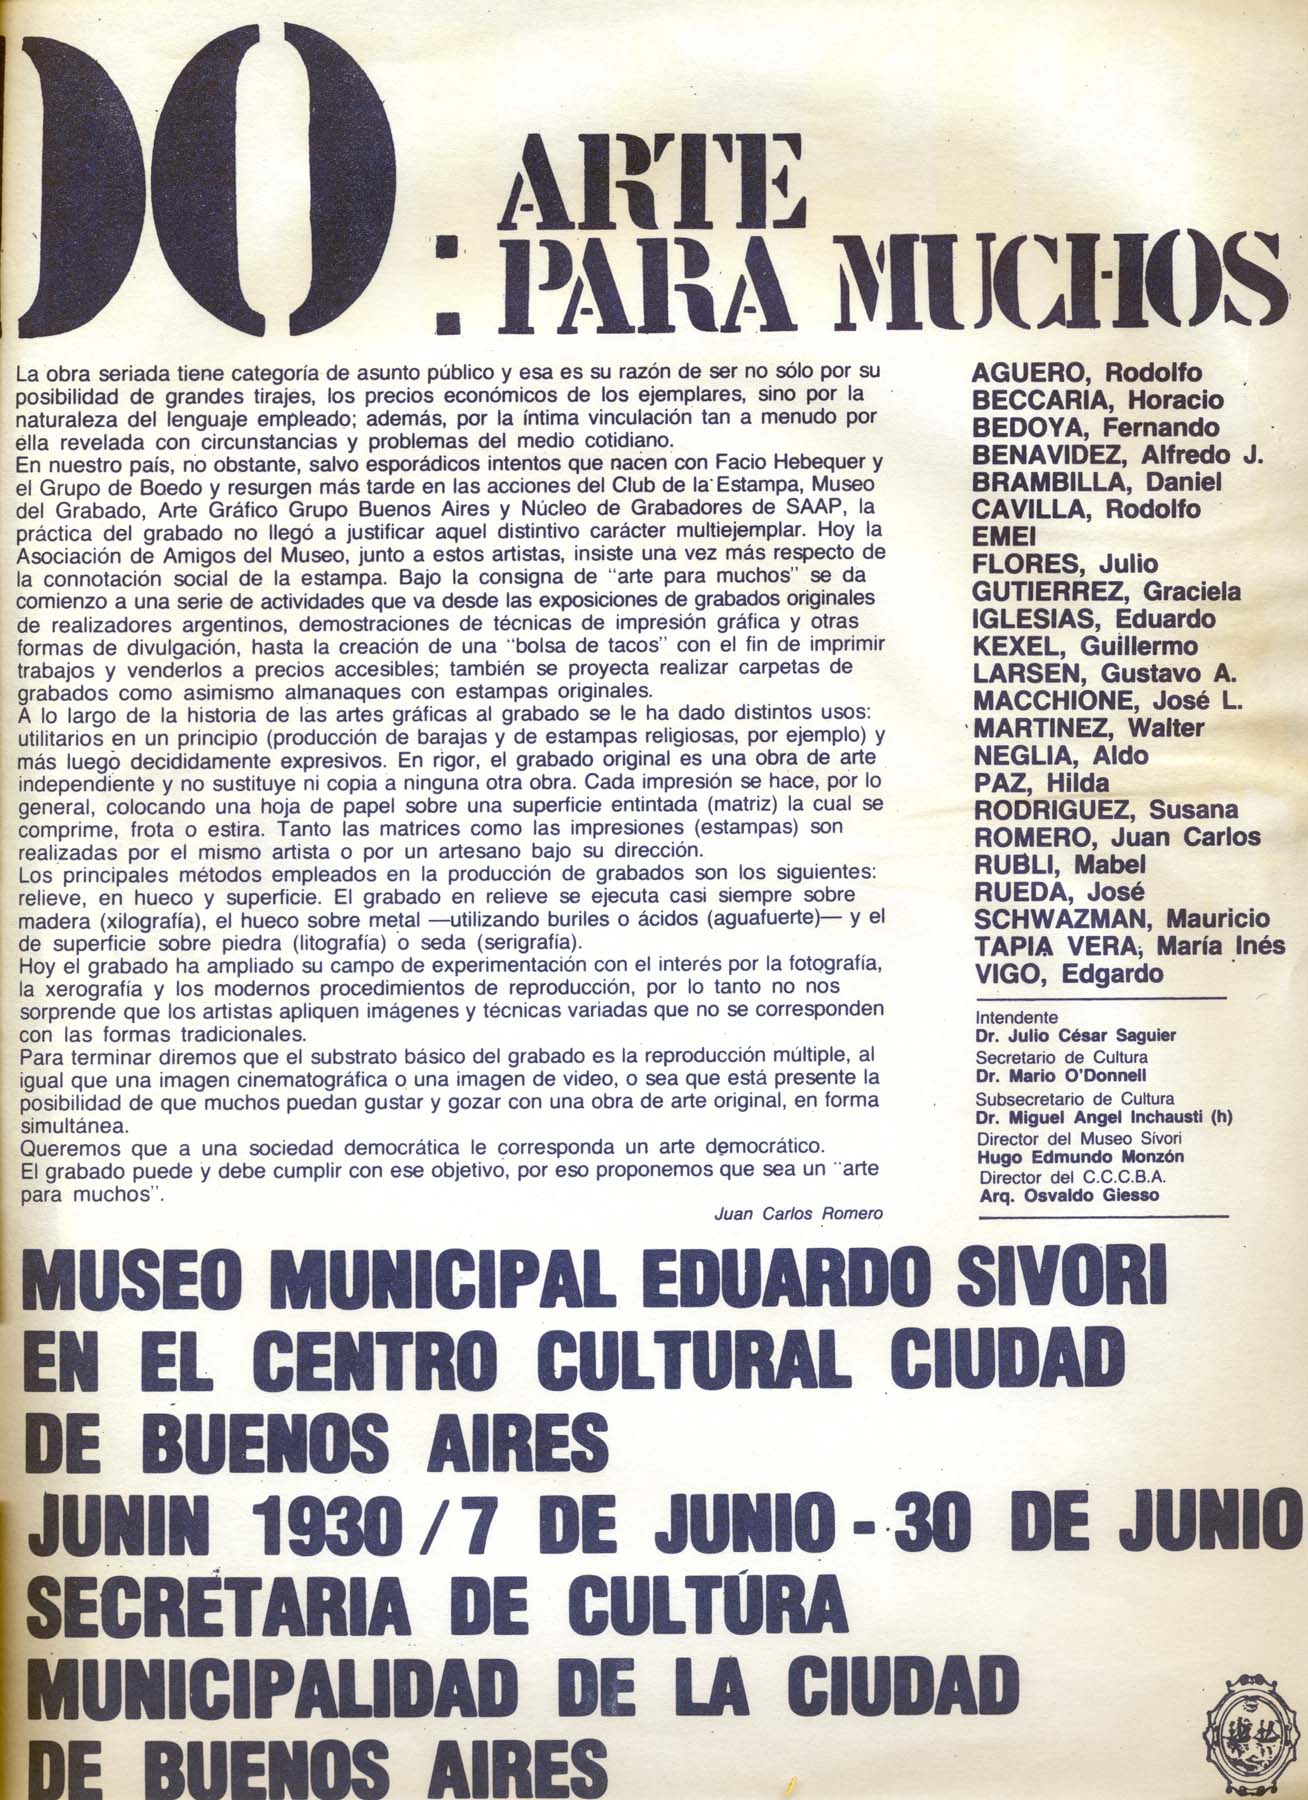 DO: ARTE
PARA MUCHOS
La obra seriada tiene categoría de asunto público y esa es su razón de ser no sólo por su
posibilidad de grandes tirajes, los precios económicos de los ejemplares, sino por la
naturaleza del lenguaje empleado; además, por la íntima vinculación tan a menudo por
ella revelada con circunstancias y problemas del medio cotidiano.
En nuestro país, no obstante, salvo esporádicos intentos que nacen con Facio Hebequer y
el Grupo de Boedo y resurgen más tarde en las acciones del Club de la Estampa, Museo
del Grabado, Arte Gráfico Grupo Buenos Aires y Núcleo de Grabadores de SAAP, la
práctica del grabado no llegó a justificar aquel distintivo carácter multiejemplar. Hoy la
Asociación de Amigos del Museo, junto a estos artistas, insiste una vez más respecto de
la connotación social de la estampa. Bajo la consigna de "arte para muchos" se da
comienzo a una serie de actividades que va desde las exposiciones de grabados originales
de realizadores argentinos, demostraciones de técnicas de impresión gráfica y otras
formas de divulgación, hasta la creación de una "bolsa de tacos" con el fin de imprimir
trabajos y venderlos a precios accesibles; también se proyecta realizar carpetas de
grabados como asimismo almanaques con estampas originales.
A lo largo de la historia de las artes gráficas al grabado se le ha dado distintos usos:
utilitarios en un principio (producción de barajas y de estampas religiosas, por ejemplo) y
más luego decididamente expresivos. En rigor, el grabado original es una obra de arte
independiente y no sustituye ni copia a ninguna otra obra. Cada impresión se hace, por lo
general, colocando una hoja de papel sobre una superficie entintada (matriz) la cual se
comprime, frota o estira. Tanto las matrices como las impresiones (estampas) son
realizadas por el mismo artista o por un artesano bajo su dirección.
Los principales métodos empleados en la producción de grabados son los siguientes:
relieve, en hueco y superficie. El grabado en relieve se ejecuta casi siempre sobre
madera (xilografía), el hueco sobre metal —utilizando buriles o ácidos (aguafuerte)— y el
de superficie sobre piedra (litografía) o seda (serigrafía).
Hoy el grabado ha ampliado su campo de experimentación con el interés por la fotografía,
la xerografía y los modernos procedimientos de reproducción, por lo tanto no nos
sorprende que los artistas apliquen imágenes y técnicas variadas que no se corresponden
con las formas tradicionales.
Para terminar diremos que el substrato básico del grabado es la reproducción múltiple, al
igual que una imagen cinematográfica o una imagen de video, o sea que está presente la
posibilidad de que muchos puedan gustar y gozar con una obra de arte original, en forma
simultánea.
Queremos que a una sociedad democrática le corresponda un arte democrático.
El grabado puede y debe cumplir con ese objetivo, por eso proponemos que sea un "arte
para muchos".
Juan Carlos Romero
AGUERO, Rodolfo
BECCARIA, Horacio
BEDOYA, Fernando
BENAVIDEZ, Alfredo J.
BRAMBILLA, Daniel
CAVILLA, Rodolfo
EMEI
FLORES, Julio
GUTIERREZ, Graciela
IGLESIAS, Eduardo
KEXEL, Guillermo
LARSEN, Gustavo A.
MACCHIONE, José L.
MARTINEZ, Walter
NEGLIA, Aldo
PAZ, Hilda
RODRIGUEZ, Susana
ROMERO, Juan Carlos
RUBLI, Mabel
RUEDA, José
SCHWAZMAN, Mauricio
TAPIA VERA, María Inés
VIGO, Edgardo
Intendente
Dr. Julio César Saguier
Secretario de Cultura
Dr. Mario O'Donnell
Subsecretario de Cultura
Dr. Miguel Angel Inchausti (h)
Director del Museo Sívori
Hugo Edmundo Monzón
Director del C.C.C.B.A.
Arq. Osvaldo Giesso
MUSEO MUNICIPAL EDUARDO SIVORI
EN EL CENTRO CULTURAL CIUDAD
DE BUENOS AIRES
JUNIN 1930 / 7 DE JUNIO - 30 DE JUNIO
SECRETARIA DE CULTURA
MUNICIPALIDAD DE LA CIUDAD
DE BUENOS AIRES